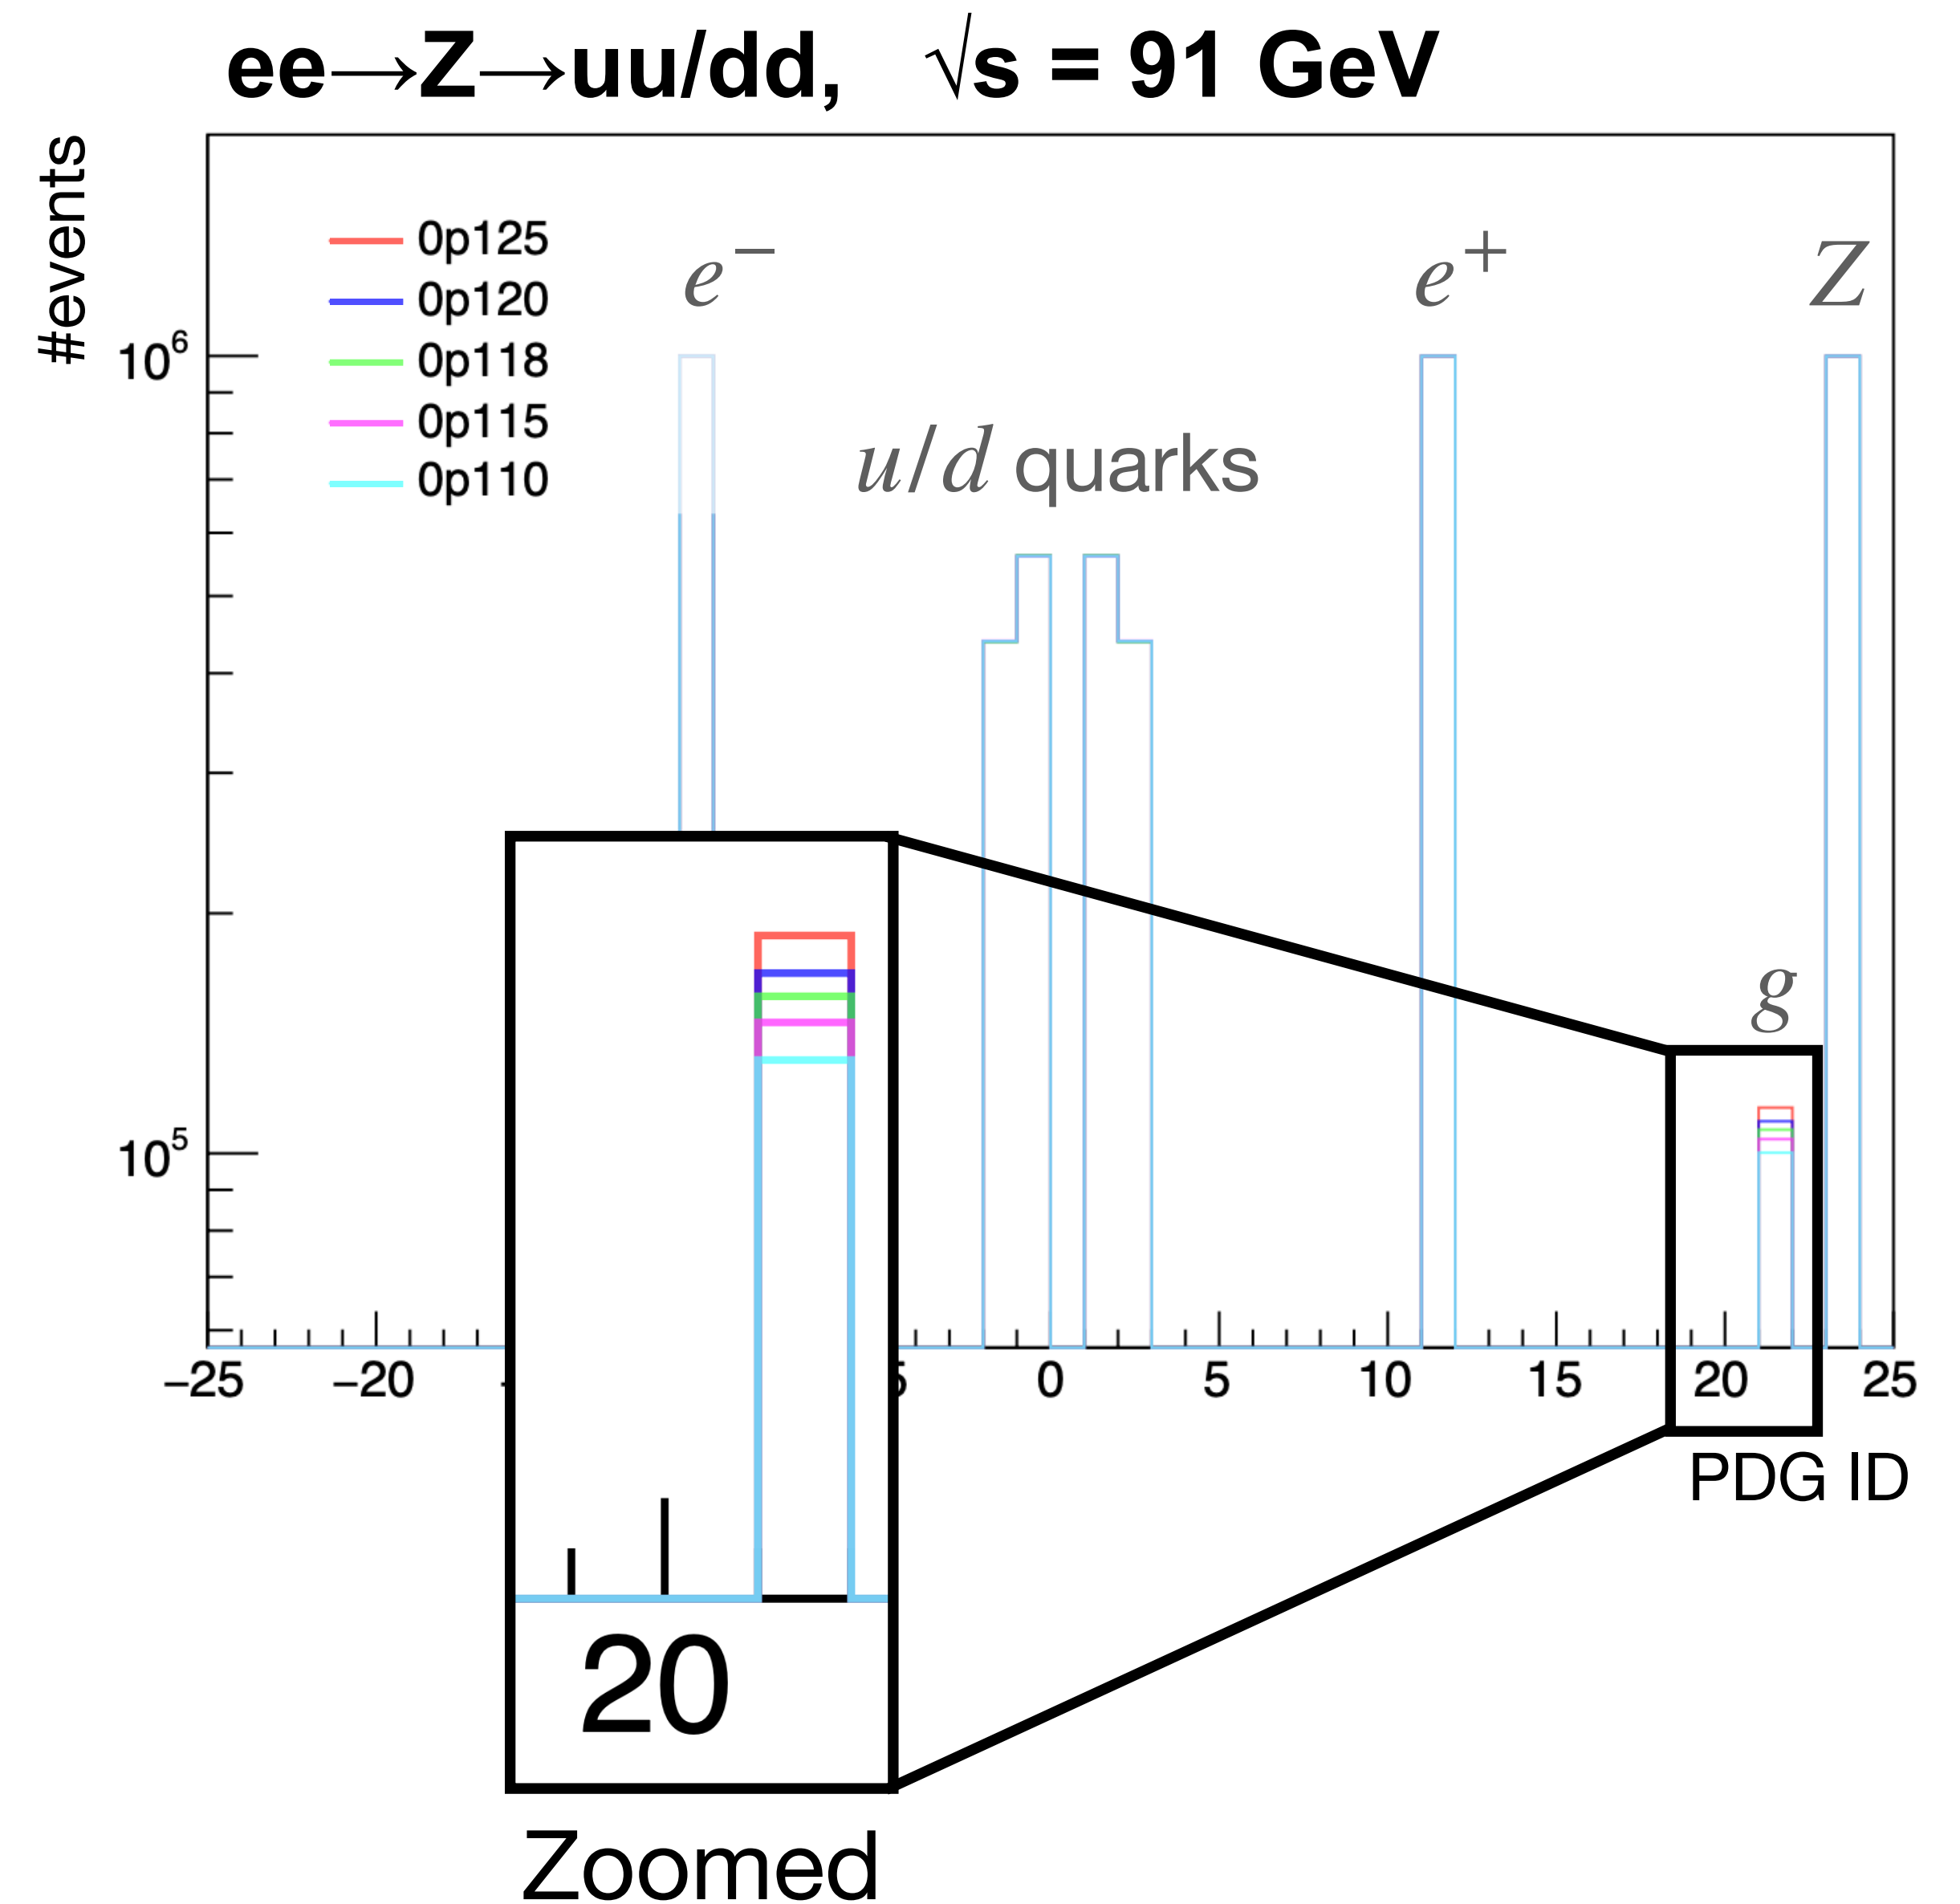 ee→Z→uu/dd, √s = 91 GeV
#events
0p125
0p120
0p118
0p115
0p110
e⁻
e⁺
Z
u/d quarks
g
10⁶
10⁵
−25 −20 0 5 10 15 20 25
PDG ID
20
Zoomed